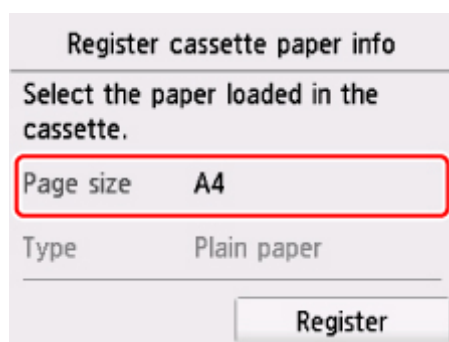 Register cassette paper info
Select the paper loaded in the
cassette.
Page size A4
Type Plain paper
Register